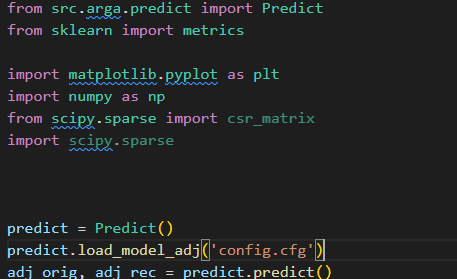 from src.arga.predict import Predict
from sklearn import metrics
import matplotlib.pyplot as plt
import numpy as np
from scipy.sparse import csr_matrix
import scipy.sparse
predict = Predict()
predict.load_model_adj('config.cfg')
adj_orig, adj_rec = predict.predict()